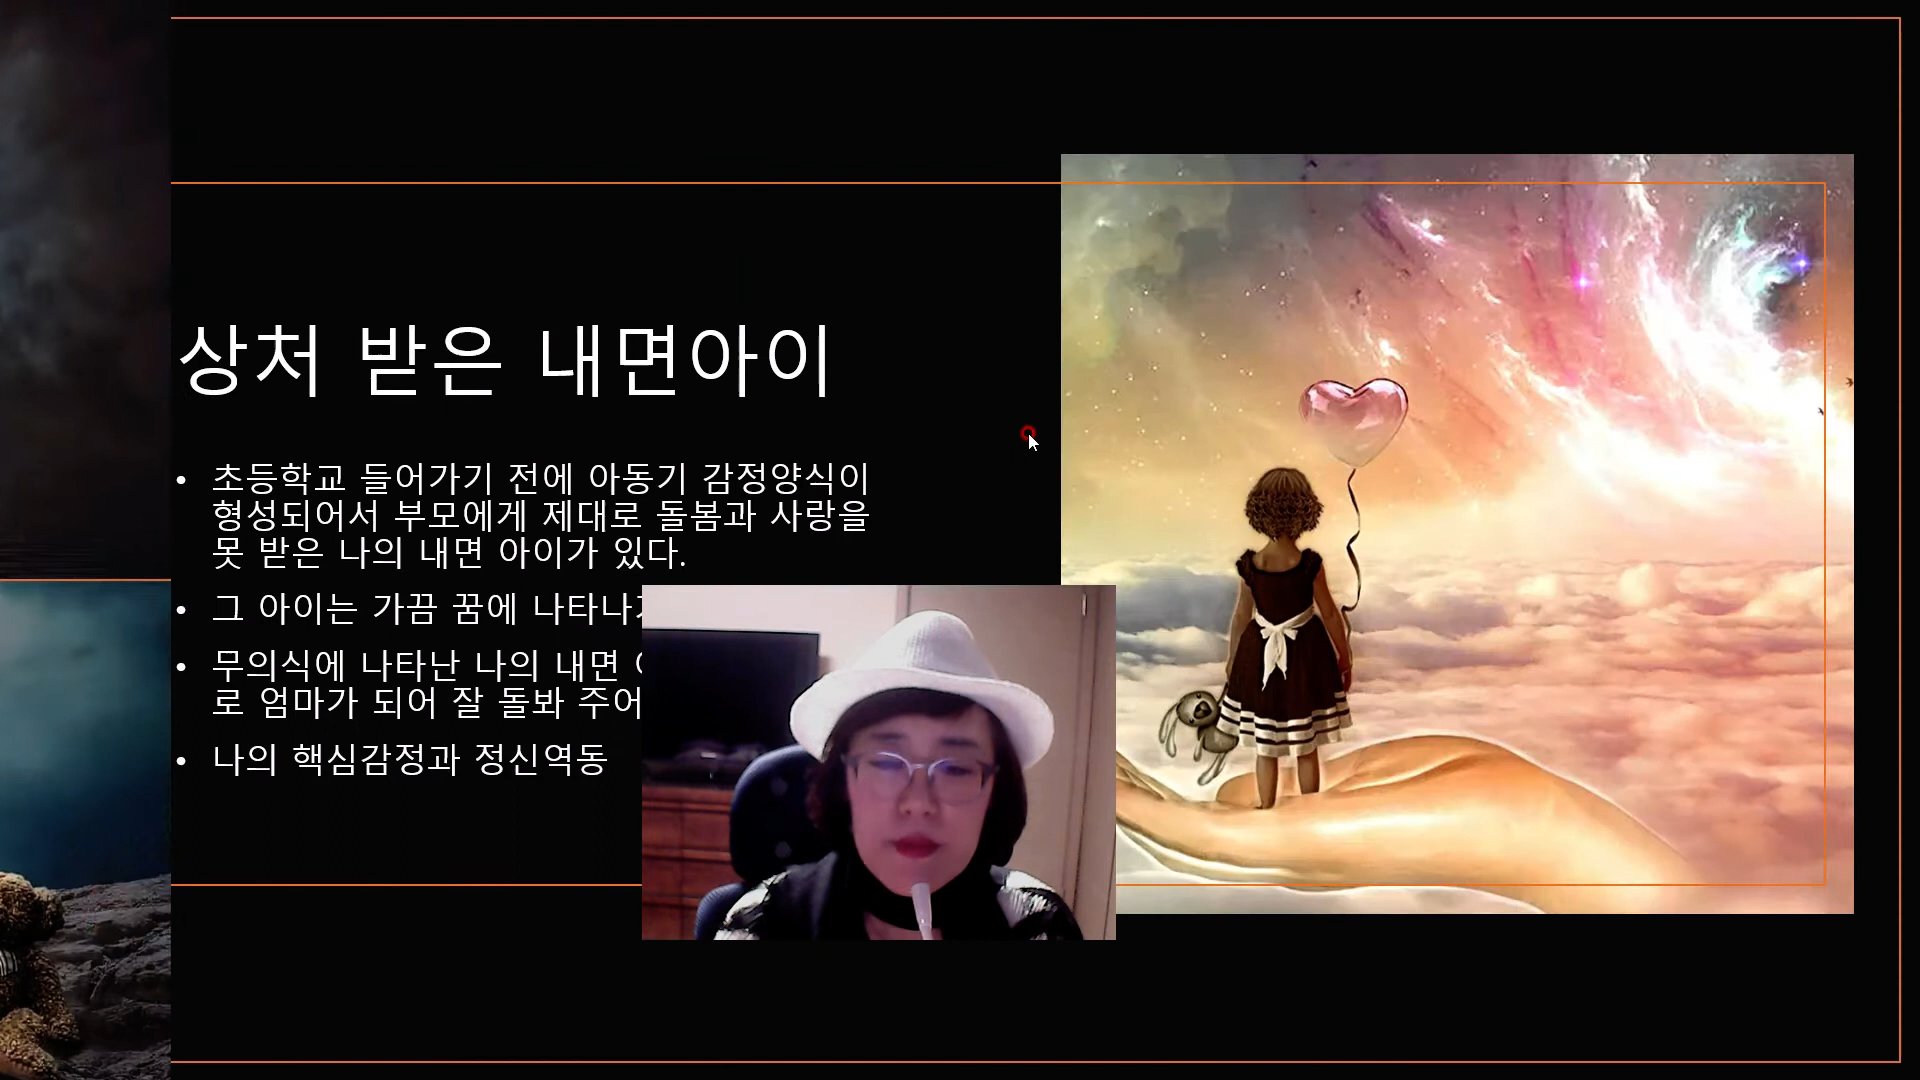 상처 받은 내면아이
• 초등학교 들어가기 전에 아동기 감정양식이
형성되어서 부모에게 제대로 돌봄과 사랑을
못 받은 나의 내면 아이가 있다.
• 그 아이는 가끔 꿈에
• 무의식에 나타난 나의 내면
로 엄마가 되어 잘 돌봐
• 나의 핵심감정과 정신역동